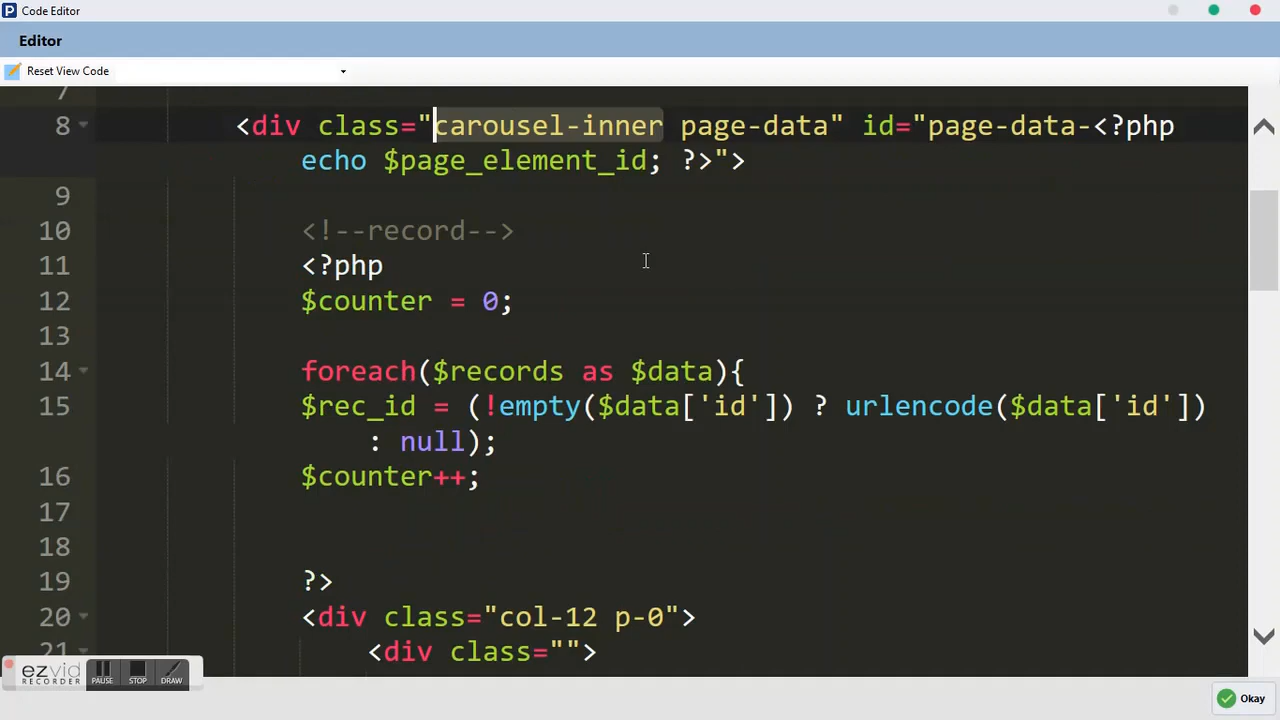 Code Editor
Editor
Reset View Code
7
8 <div class="carousel-inner page-data" id="page-data-<?php
echo $page_element_id; ?>">
9
10 <!--record-->
11 <?php
12 $counter = 0;
13
14 foreach($records as $data){
15 $rec_id = (!empty($data['id']) ? urlencode($data['id'])
: null);
16 $counter++;
17
18
19 ?>
20 <div class="col-12 p-0">
21 <div class="">
ezvid
RECORDER
PAUSE STOP DRAW
Okay